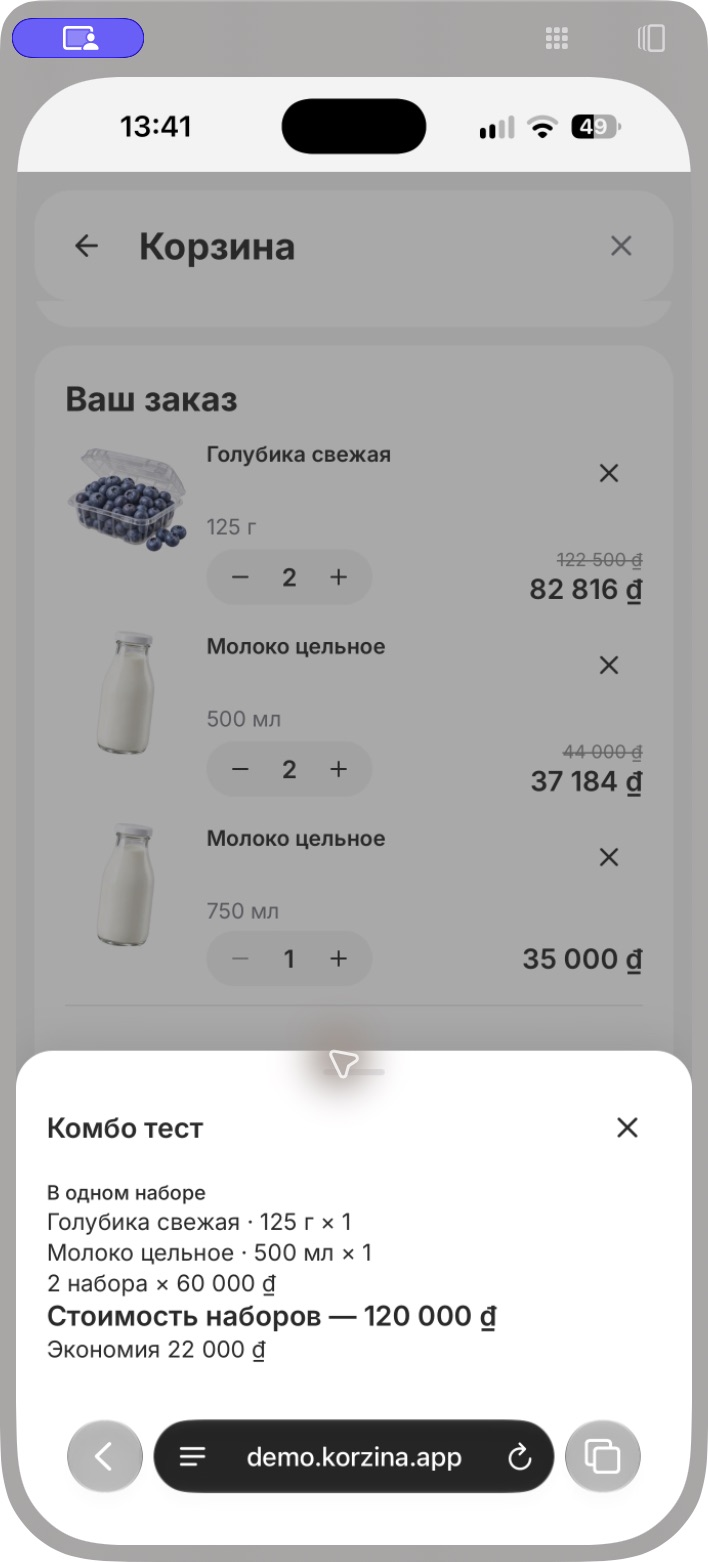 13:41
49
Корзина
Ваш заказ
Голубика свежая
125 г
122 500 ₫
2
82 816 ₫
Молоко цельное
500 мл
44 000 ₫
2
37 184 ₫
Молоко цельное
750 мл
1
35 000 ₫
Комбо тест
В одном наборе
Голубика свежая · 125 г × 1
Молоко цельное · 500 мл × 1
2 набора × 60 000 ₫
Стоимость наборов — 120 000 ₫
Экономия 22 000 ₫
demo.korzina.app